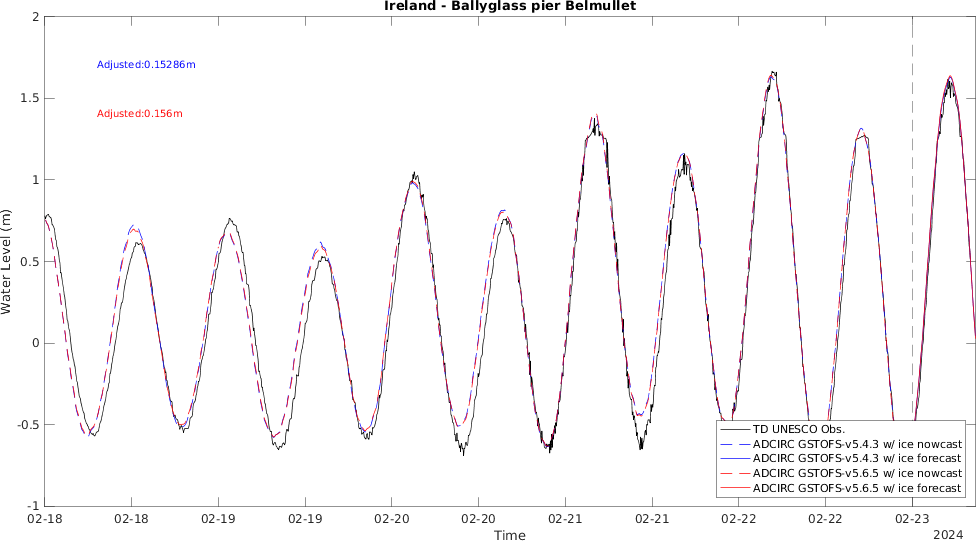 Ireland - Ballyglass pier Belmullet
Adjusted:0.15286m
Adjusted:0.156m
Water Level (m)
2
1.5
1
0.5
0
-0.5
-1
TD UNESCO Obs.
ADCIRC GSTOFS-v5.4.3 w/ ice nowcast
ADCIRC GSTOFS-v5.4.3 w/ ice forecast
ADCIRC GSTOFS-v5.6.5 w/ ice nowcast
ADCIRC GSTOFS-v5.6.5 w/ ice forecast
02-18 02-18 02-19 02-19 02-20 02-20 02-21 02-21 02-22 02-22 02-23
Time
2024